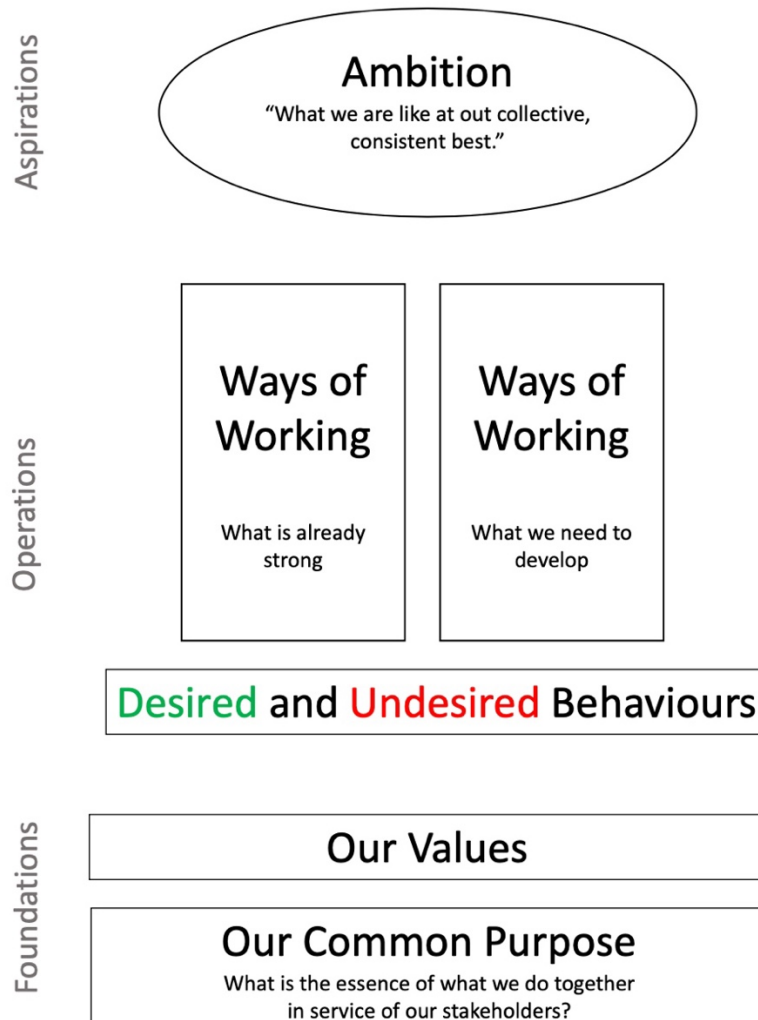 Aspirations
Ambition
“What we are like at out collective,
consistent best.”
Operations
Ways of
Working
What is already
strong
Ways of
Working
What we need to
develop
Desired and Undesired Behaviours
Foundations
Our Values
Our Common Purpose
What is the essence of what we do together
in service of our stakeholders?